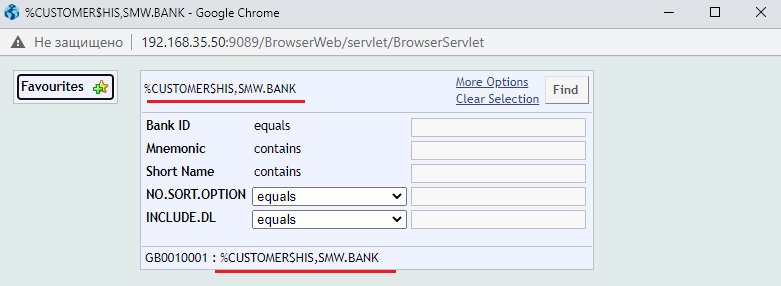 %CUSTOMER$HIS,SMW.BANK - Google Chrome
Не защищено 192.168.35.50:9089/BrowserWeb/servlet/BrowserServlet
Favourites
%CUSTOMER$HIS,SMW.BANK More Options Find
Clear Selection
Bank ID equals
Mnemonic contains
Short Name contains
NO.SORT.OPTION equals
INCLUDE.DL equals
GB0010001 : %CUSTOMER$HIS,SMW.BANK